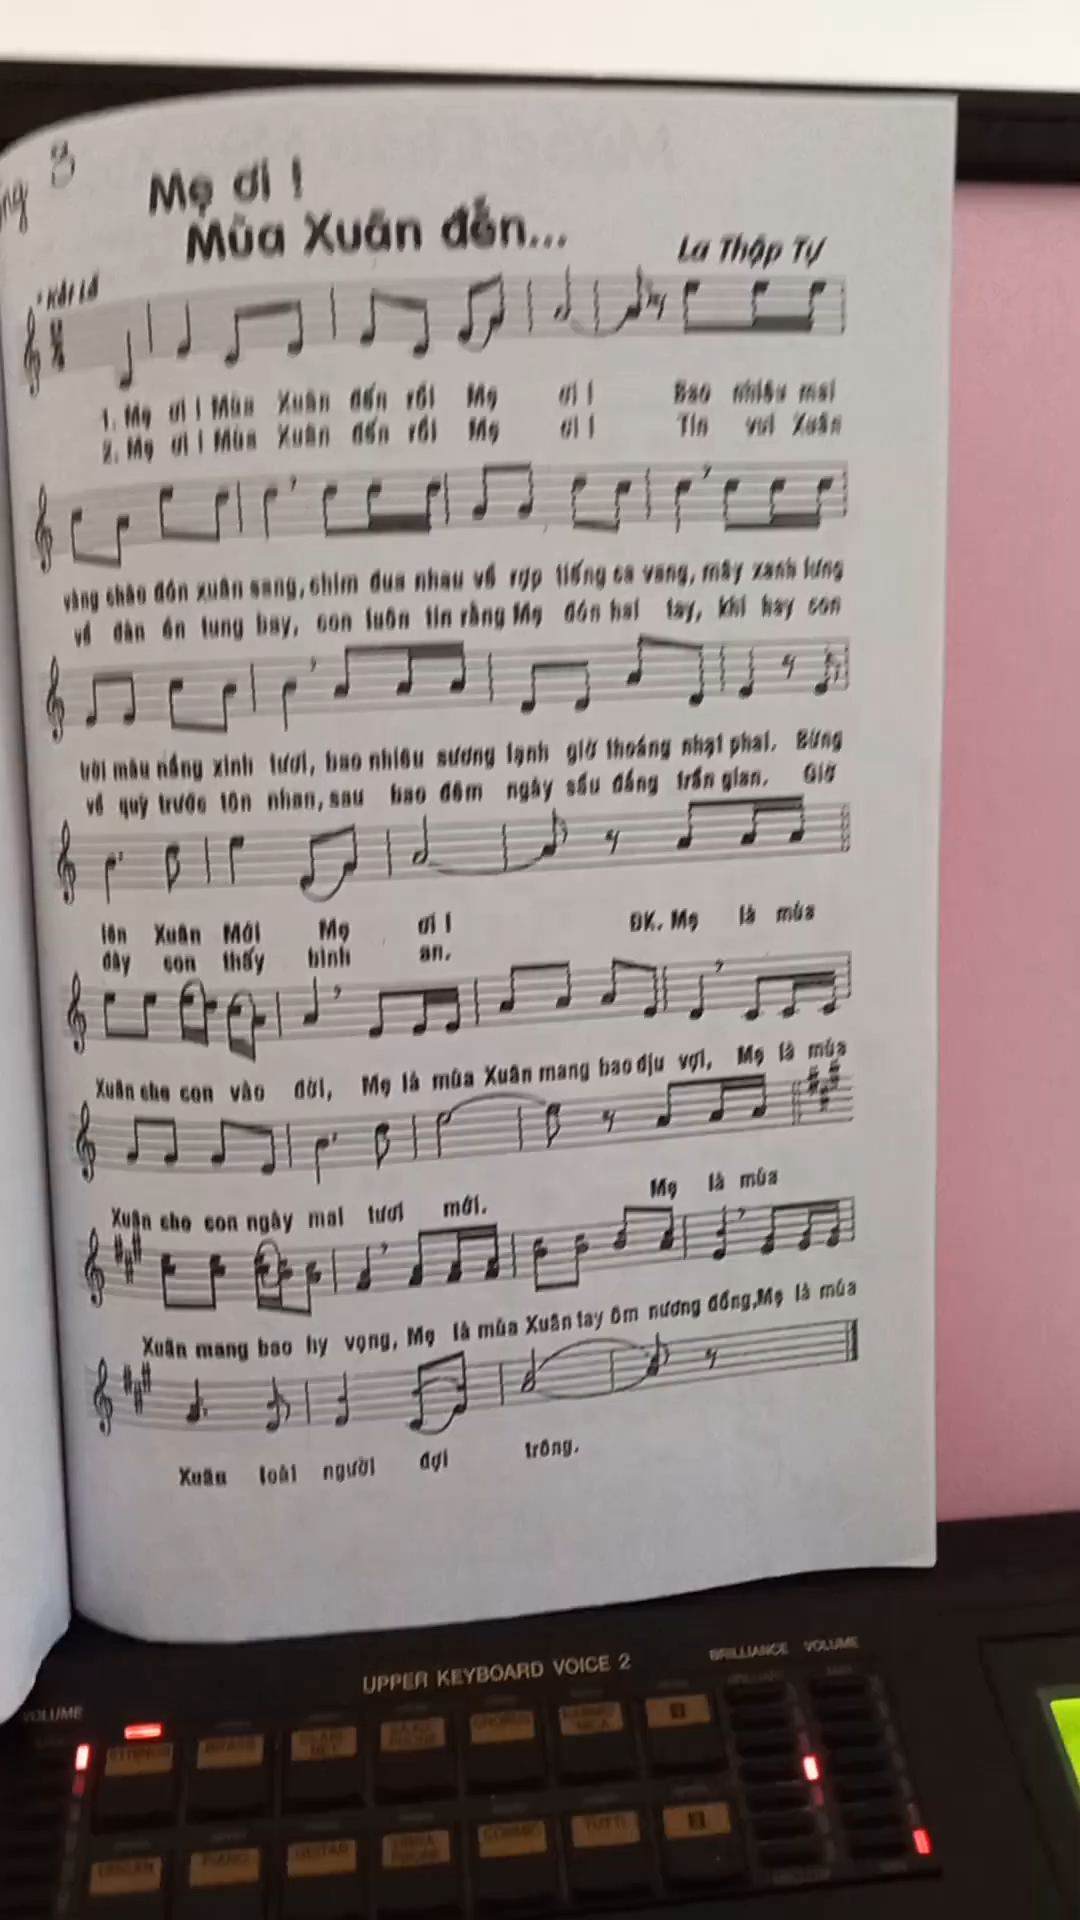 3
Mẹ ơi !
Mùa Xuân đến...
La Thập Tự
1. Mẹ ơi ! Mùa Xuân đến rồi Mẹ ơi ! Bao nhiêu mai
2. Mẹ ơi ! Mùa Xuân đến rồi Mẹ ơi ! Tin vui Xuân
vàng chào đón xuân sang, chim đua nhau về rợp tiếng ca vang, mây xanh lưng
về đàn én tung bay, con luôn tin rằng Mẹ đón hai tay, khi hay con
trời màu nắng xinh tươi, bao nhiêu sương lạnh giờ thoáng nhạt phai. Bừng
về quỳ trước tôn nhan, sau bao đêm ngày sầu đắng trần gian. Giờ
lên Xuân Mới Mẹ ơi !
ĐK. Mẹ là mùa
đây con thấy bình an.
Xuân cho con vào đời, Mẹ là mùa Xuân mang bao dịu vợi, Mẹ là mùa
Xuân cho con ngày mai tươi mới. Mẹ là mùa
Xuân mang bao hy vọng, Mẹ là mùa Xuân tay ôm nương đồng, Mẹ là mùa
Xuân loài người đợi trông.
UPPER KEYBOARD VOICE 2
BRILLIANCE VOLUME
VOLUME
STRINGS BRASS
PIANO GUITAR COMBO TUTTI